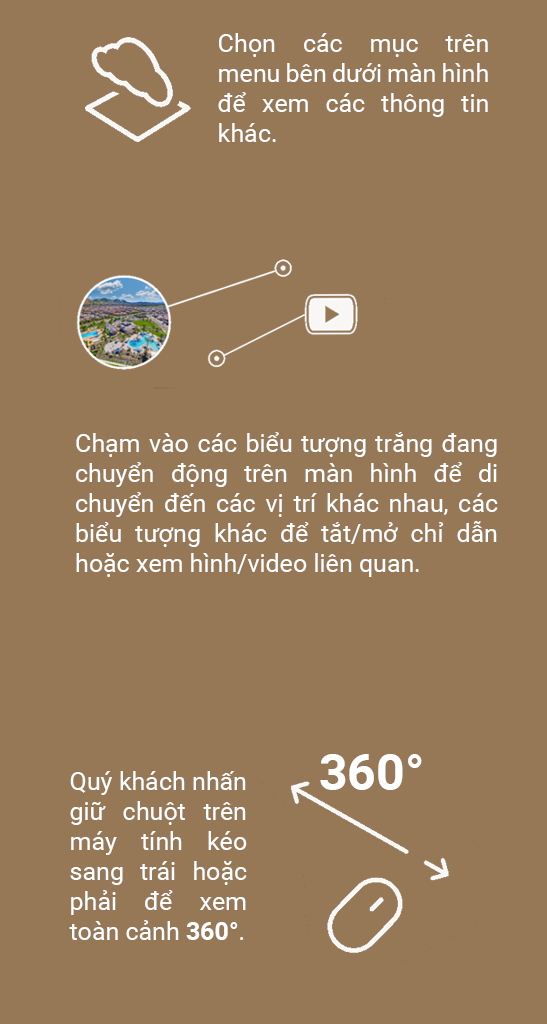 Chọn các mục trên
menu bên dưới màn hình
để xem các thông tin
khác.
Chạm vào các biểu tượng trắng đang
chuyển động trên màn hình để di
chuyển đến các vị trí khác nhau, các
biểu tượng khác để tắt/mở chỉ dẫn
hoặc xem hình/video liên quan.
360°
Quý khách nhấn
giữ chuột trên
máy tính kéo
sang trái hoặc
phải để xem
toàn cảnh 360°.